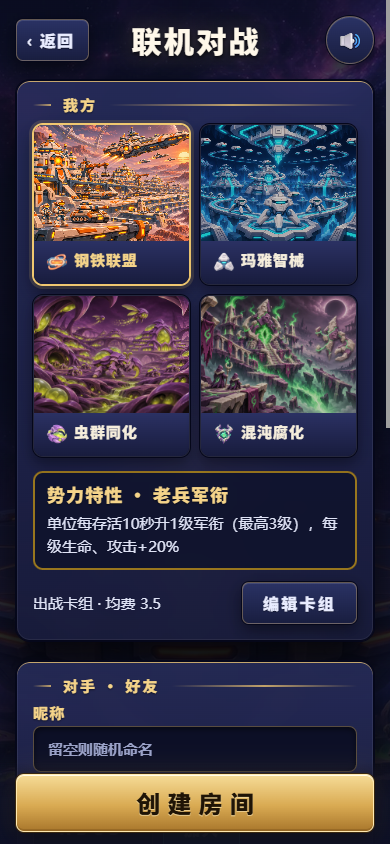 ‹ 返回
联机对战
我方
钢铁联盟
玛雅智械
虫群同化
混沌腐化
势力特性 · 老兵军衔
单位每存活10秒升1级军衔（最高3级），每
级生命、攻击+20%
出战卡组 · 均费 3.5
编辑卡组
对手 · 好友
昵称
留空则随机命名
创建房间